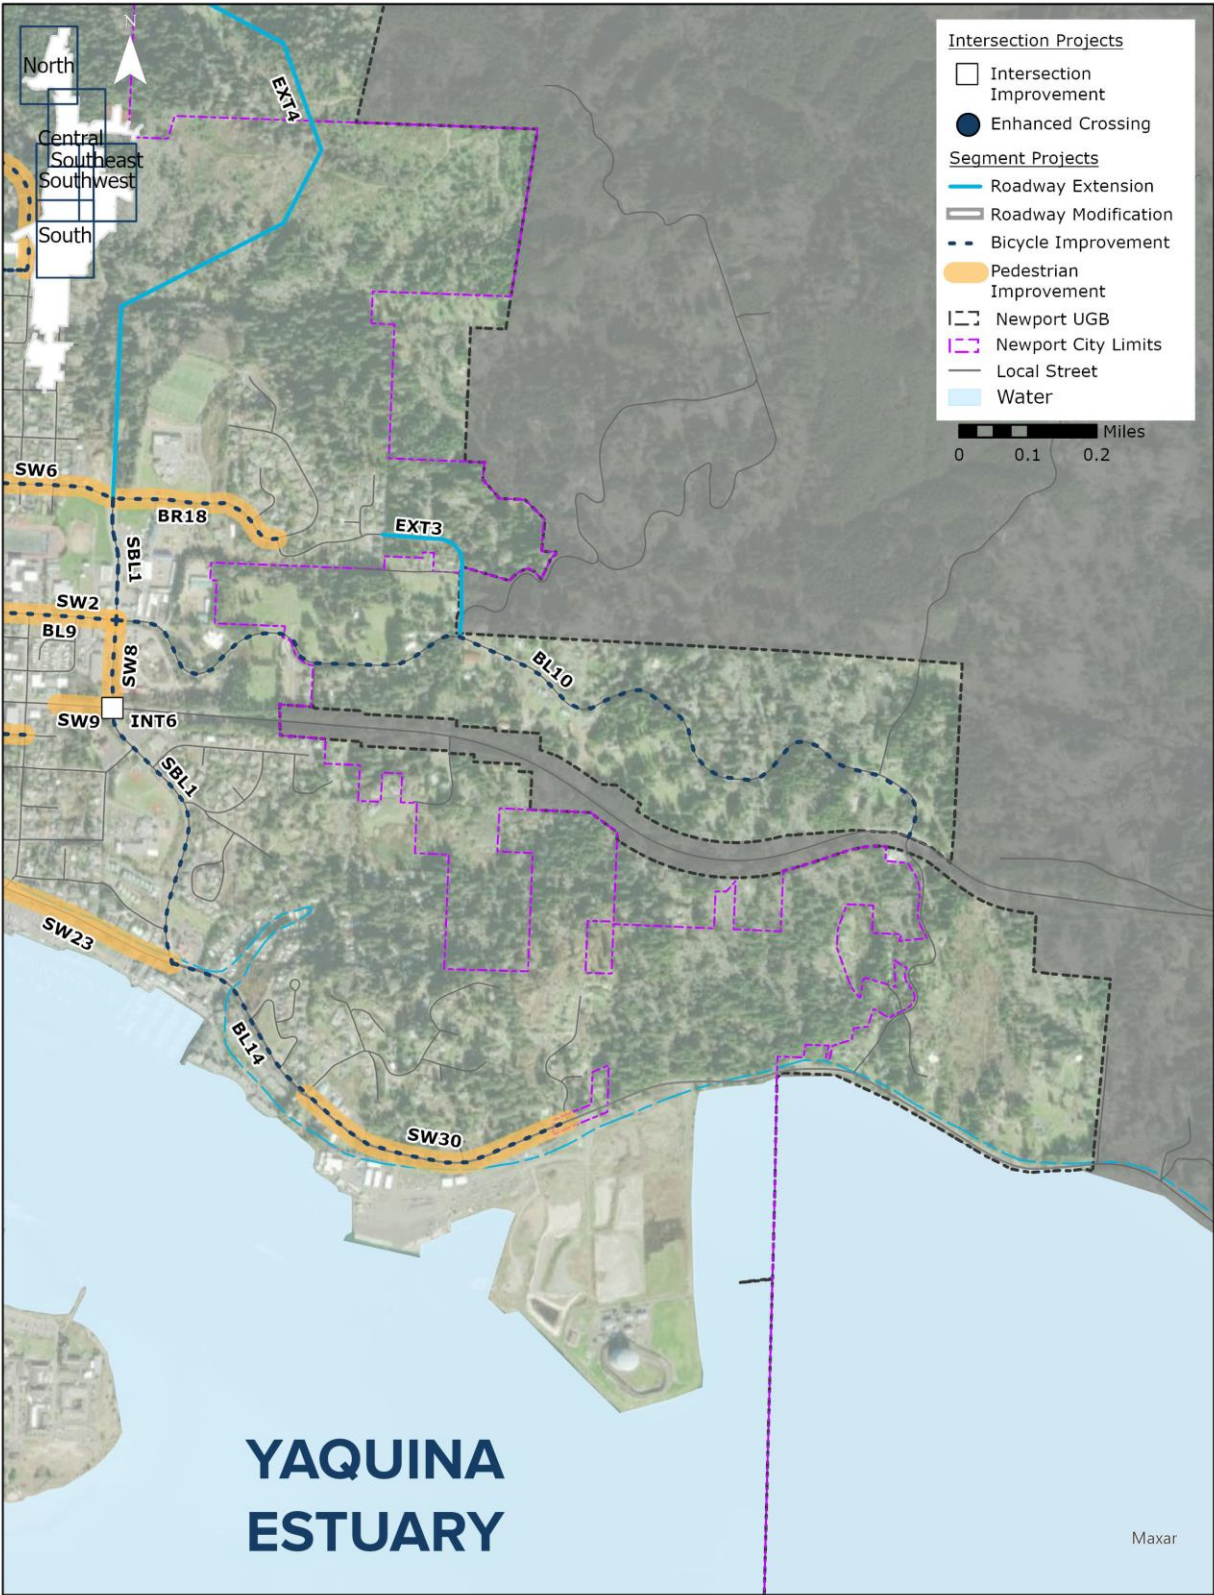 N
North
Central
Southeast
Southwest
South
EXT4
Intersection Projects
Intersection
Improvement
Enhanced Crossing
Segment Projects
Roadway Extension
Roadway Modification
Bicycle Improvement
Pedestrian
Improvement
Newport UGB
Newport City Limits
Local Street
Water
Miles
0 0.1 0.2
SW6
BR18
EXT3
SBL1
SW2
BL9
SW8
BL10
SW9
INT6
SBL1
SW23
BL14
SW30
YAQUINA
ESTUARY
Maxar